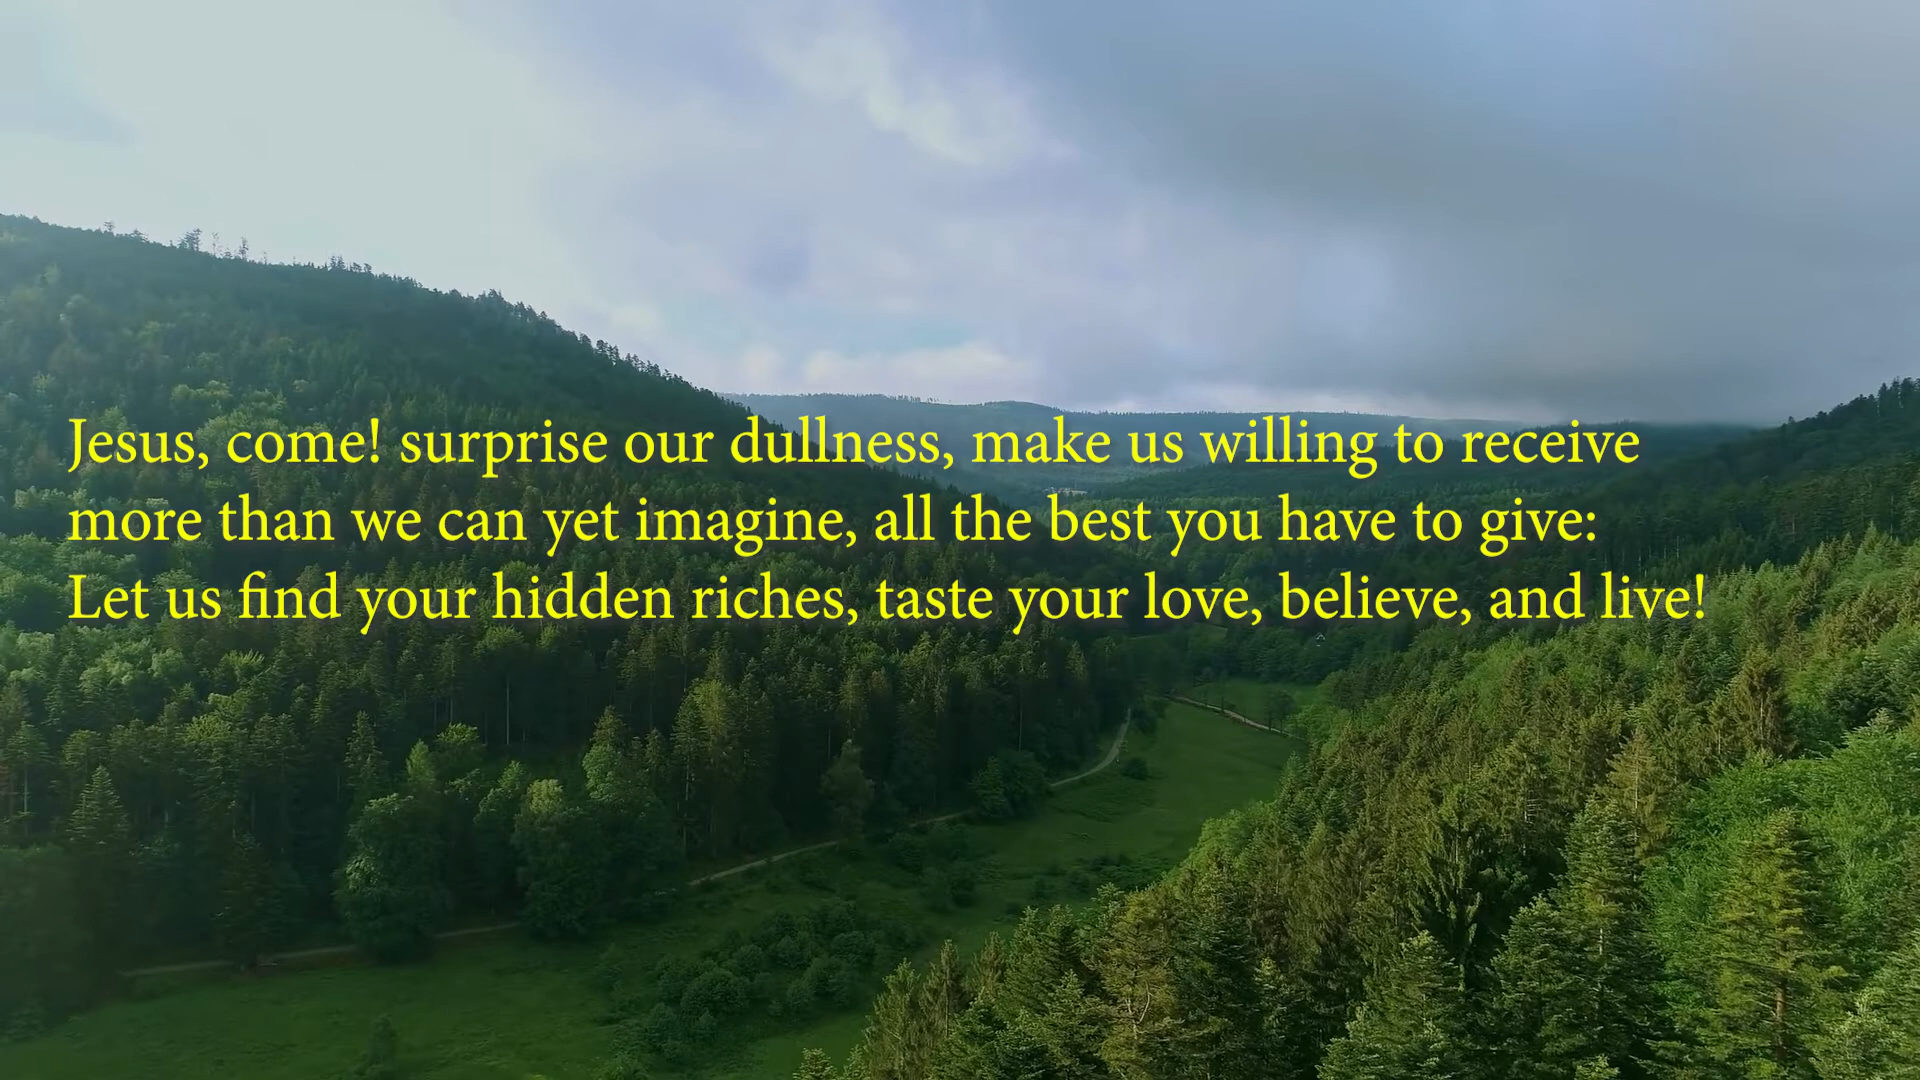 Jesus, come! surprise our dullness, make us willing to receive
more than we can yet imagine, all the best you have to give:
Let us find your hidden riches, taste your love, believe, and live!